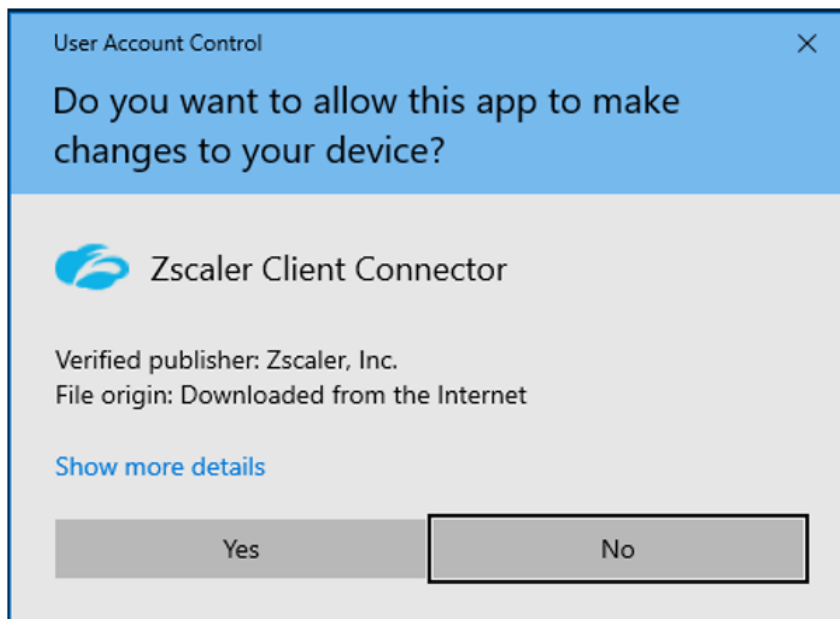 User Account Control
Do you want to allow this app to make
changes to your device?
Zscaler Client Connector
Verified publisher: Zscaler, Inc.
File origin: Downloaded from the Internet
Show more details
Yes
No